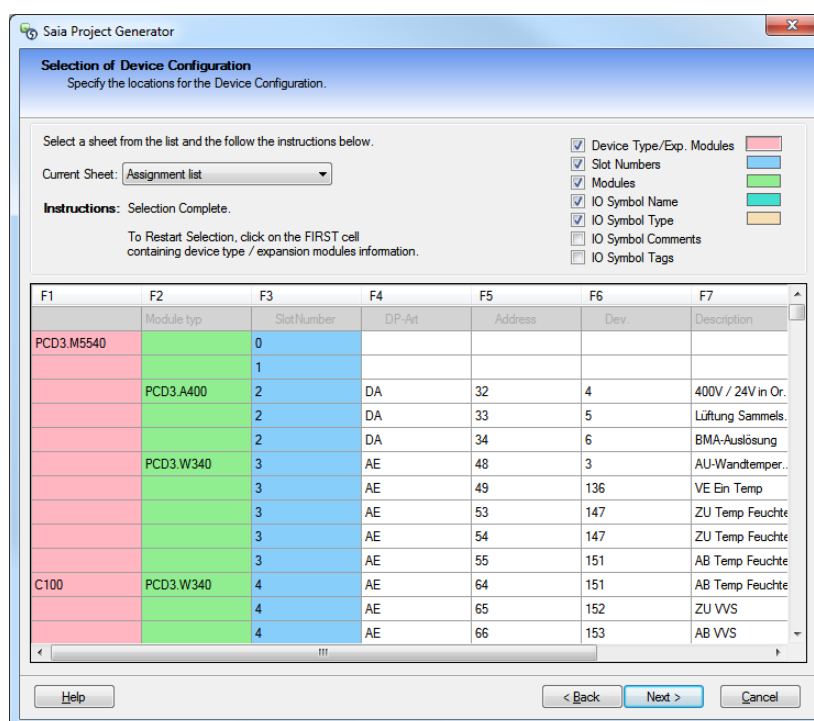 Saia Project Generator
Selection of Device Configuration
Specify the locations for the Device Configuration.
Select a sheet from the list and the follow the instructions below.
Current Sheet: Assignment list
Instructions: Selection Complete.
To Restart Selection, click on the FIRST cell
containing device type / expansion modules information.
Device Type/Exp. Modules
Slot Numbers
Modules
IO Symbol Name
IO Symbol Type
IO Symbol Comments
IO Symbol Tags
F1 F2 F3 F4 F5 F6 F7
Module typ SlotNumber DP-Art Address Dev. Description
PCD3.M5540 0
1
PCD3.A400 2 DA 32 4 400V / 24V in Or.
2 DA 33 5 Lüftung Sammels.
2 DA 34 6 BMA-Auslösung
PCD3.W340 3 AE 48 3 AU-Wandtemper..
3 AE 49 136 VE Ein Temp
3 AE 53 147 ZU Temp Feuchte
3 AE 54 147 ZU Temp Feuchte
3 AE 55 151 AB Temp Feuchte
C100 PCD3.W340 4 AE 64 151 AB Temp Feuchte
4 AE 65 152 ZU VVS
4 AE 66 153 AB VVS
Help < Back Next > Cancel